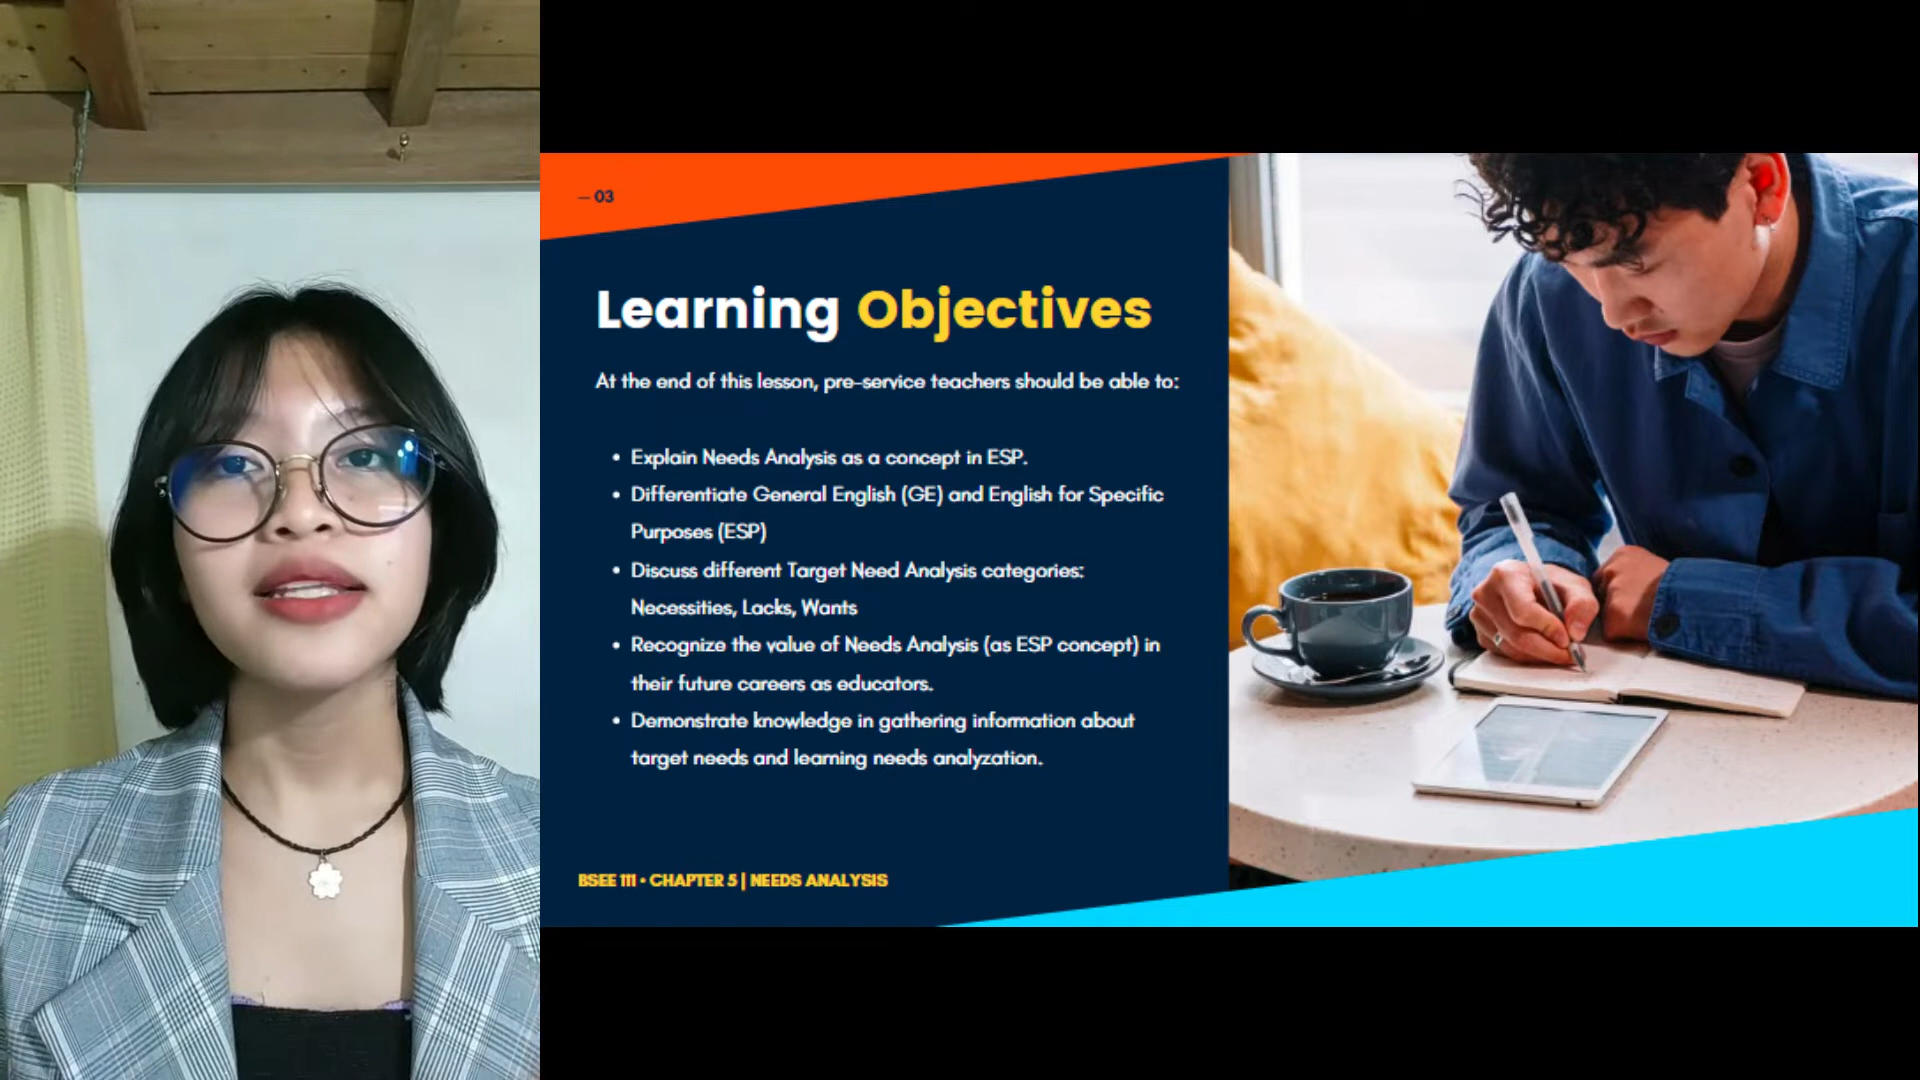 — 03
Learning Objectives
At the end of this lesson, pre-service teachers should be able to:
• Explain Needs Analysis as a concept in ESP.
• Differentiate General English (GE) and English for Specific
Purposes (ESP)
• Discuss different Target Need Analysis categories:
Necessities, Lacks, Wants
• Recognize the value of Needs Analysis (as ESP concept) in
their future careers as educators.
• Demonstrate knowledge in gathering information about
target needs and learning needs analyzation.
BSEE 111 • CHAPTER 5 | NEEDS ANALYSIS